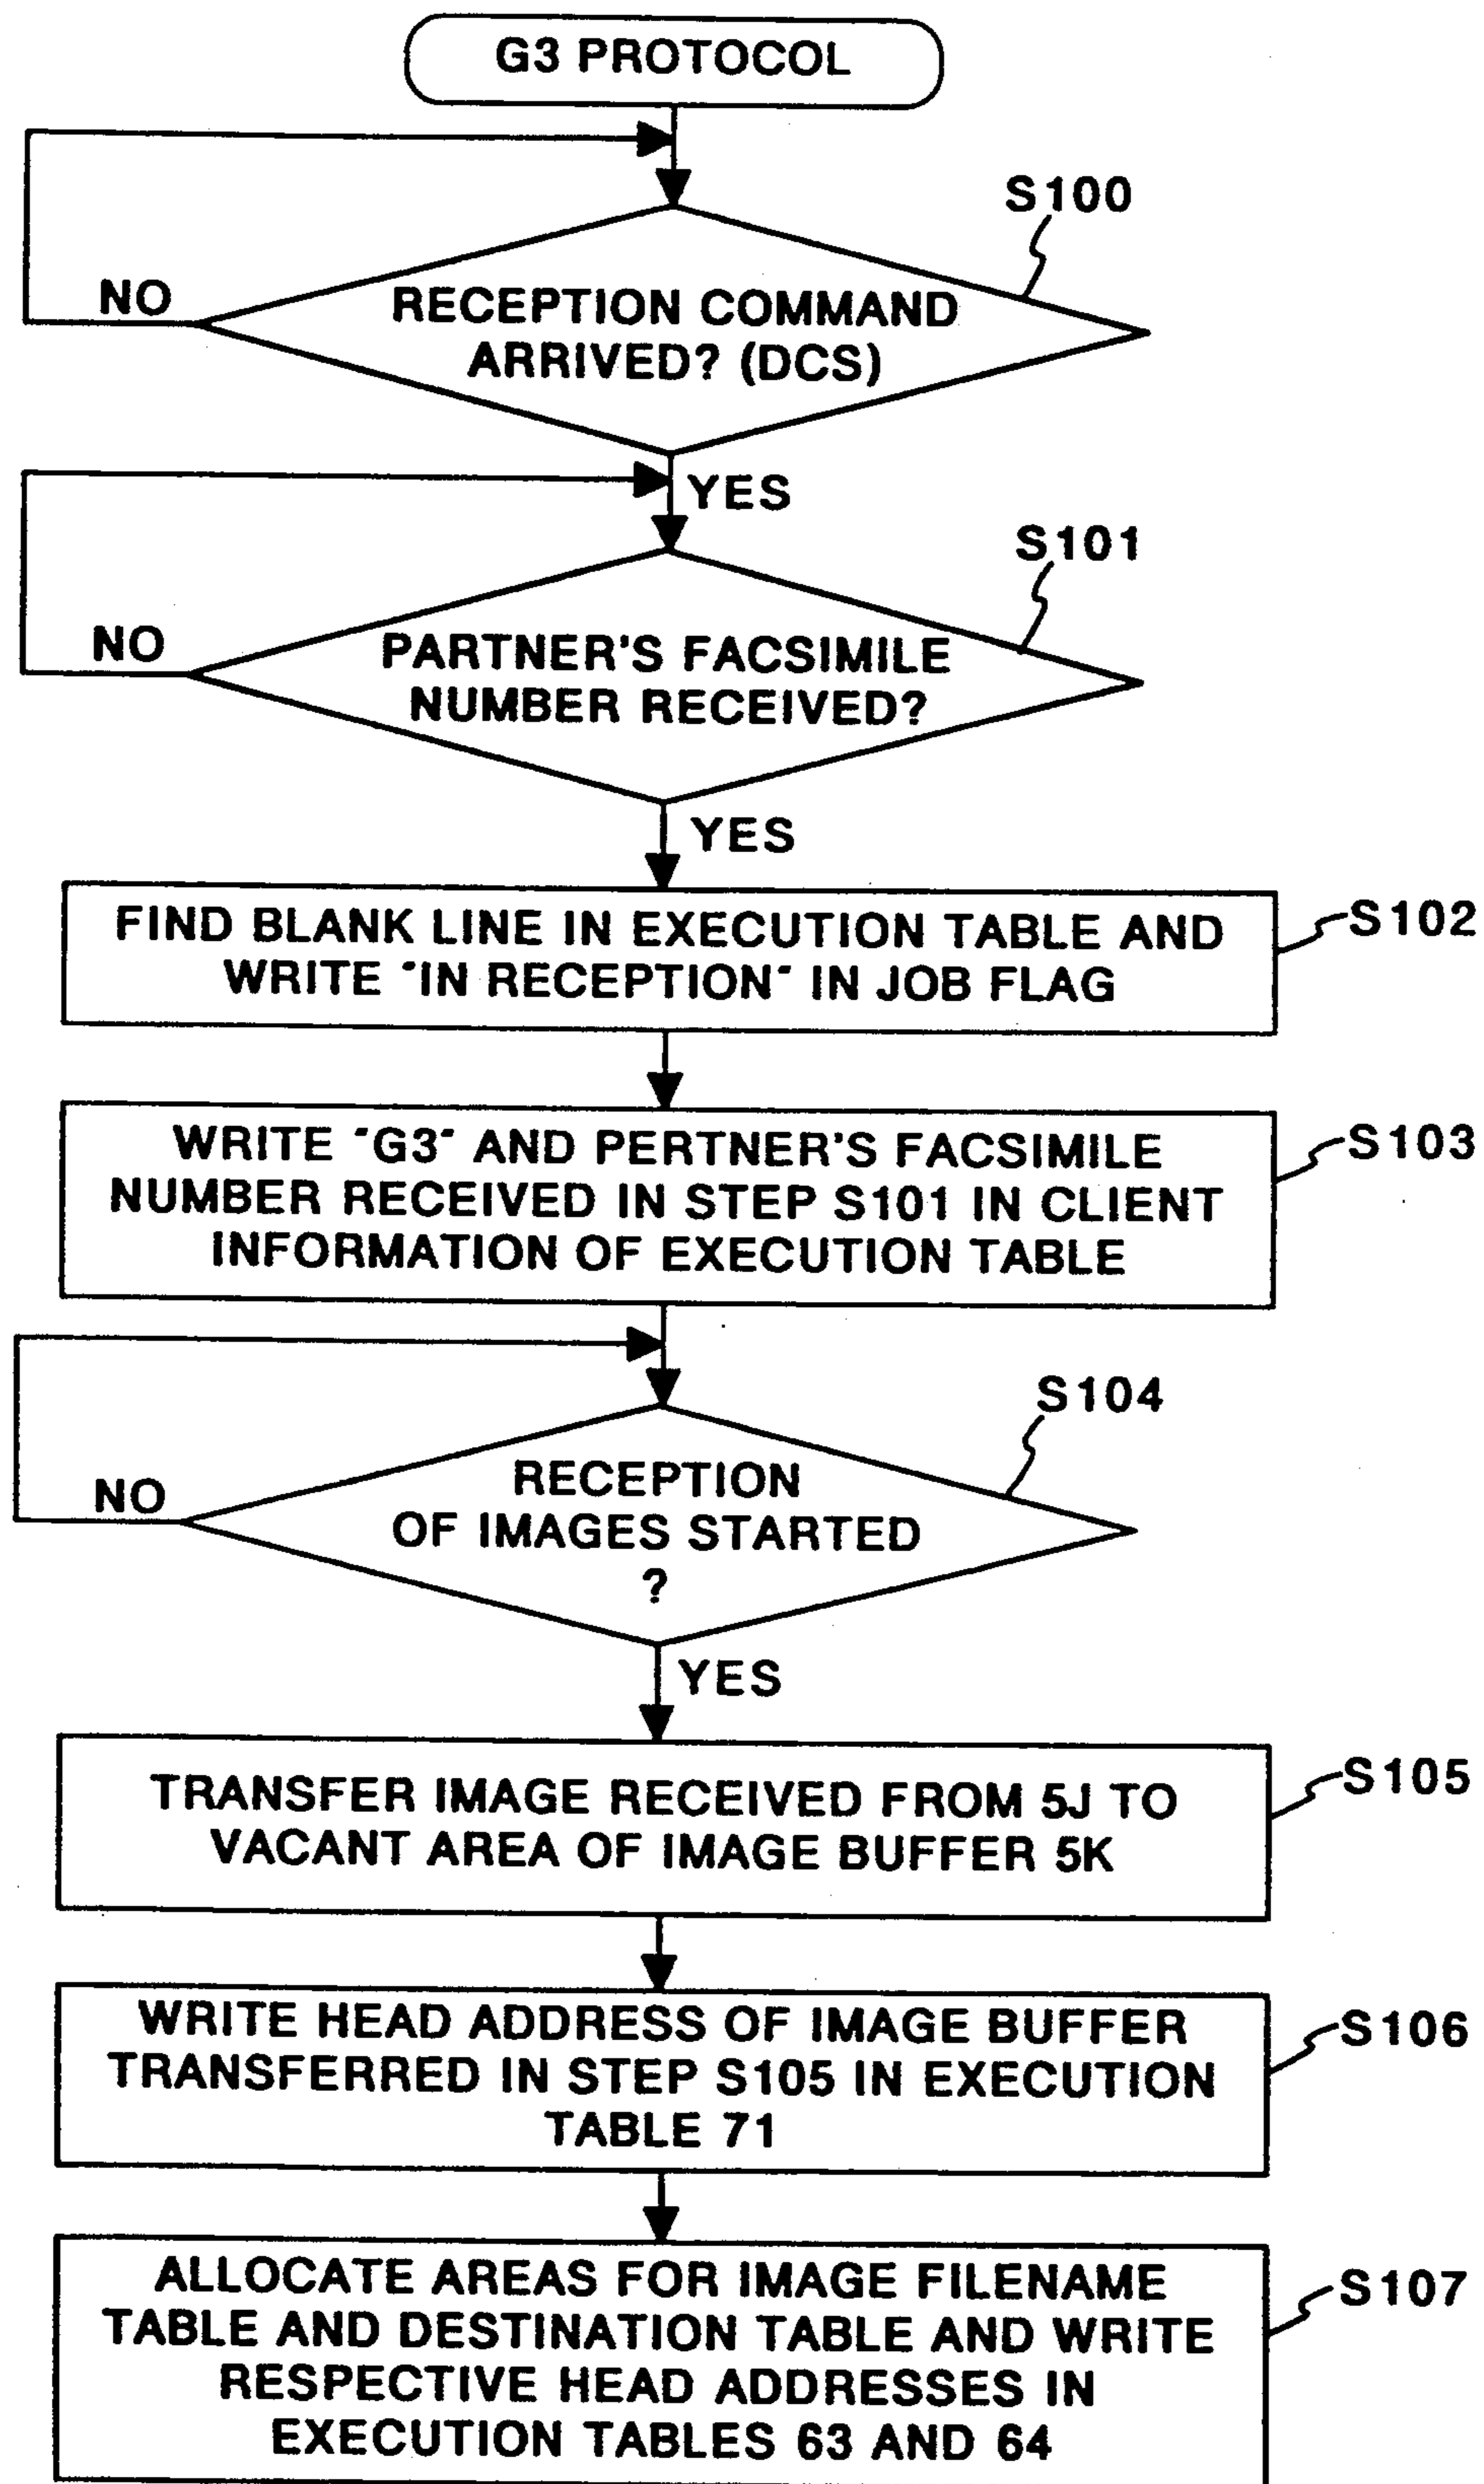 G3 PROTOCOL
S100
NO
RECEPTION COMMAND
ARRIVED? (DCS)
YES
S101
NO
PARTNER'S FACSIMILE
NUMBER RECEIVED?
YES
FIND BLANK LINE IN EXECUTION TABLE AND
WRITE "IN RECEPTION" IN JOB FLAG
S102
WRITE "G3" AND PERTNER'S FACSIMILE
NUMBER RECEIVED IN STEP S101 IN CLIENT
INFORMATION OF EXECUTION TABLE
S103
S104
NO
RECEPTION
OF IMAGES STARTED
?
YES
TRANSFER IMAGE RECEIVED FROM 5J TO
VACANT AREA OF IMAGE BUFFER 5K
S105
WRITE HEAD ADDRESS OF IMAGE BUFFER
TRANSFERRED IN STEP S105 IN EXECUTION
TABLE 71
S106
ALLOCATE AREAS FOR IMAGE FILENAME
TABLE AND DESTINATION TABLE AND WRITE
RESPECTIVE HEAD ADDRESSES IN
EXECUTION TABLES 63 AND 64
S107